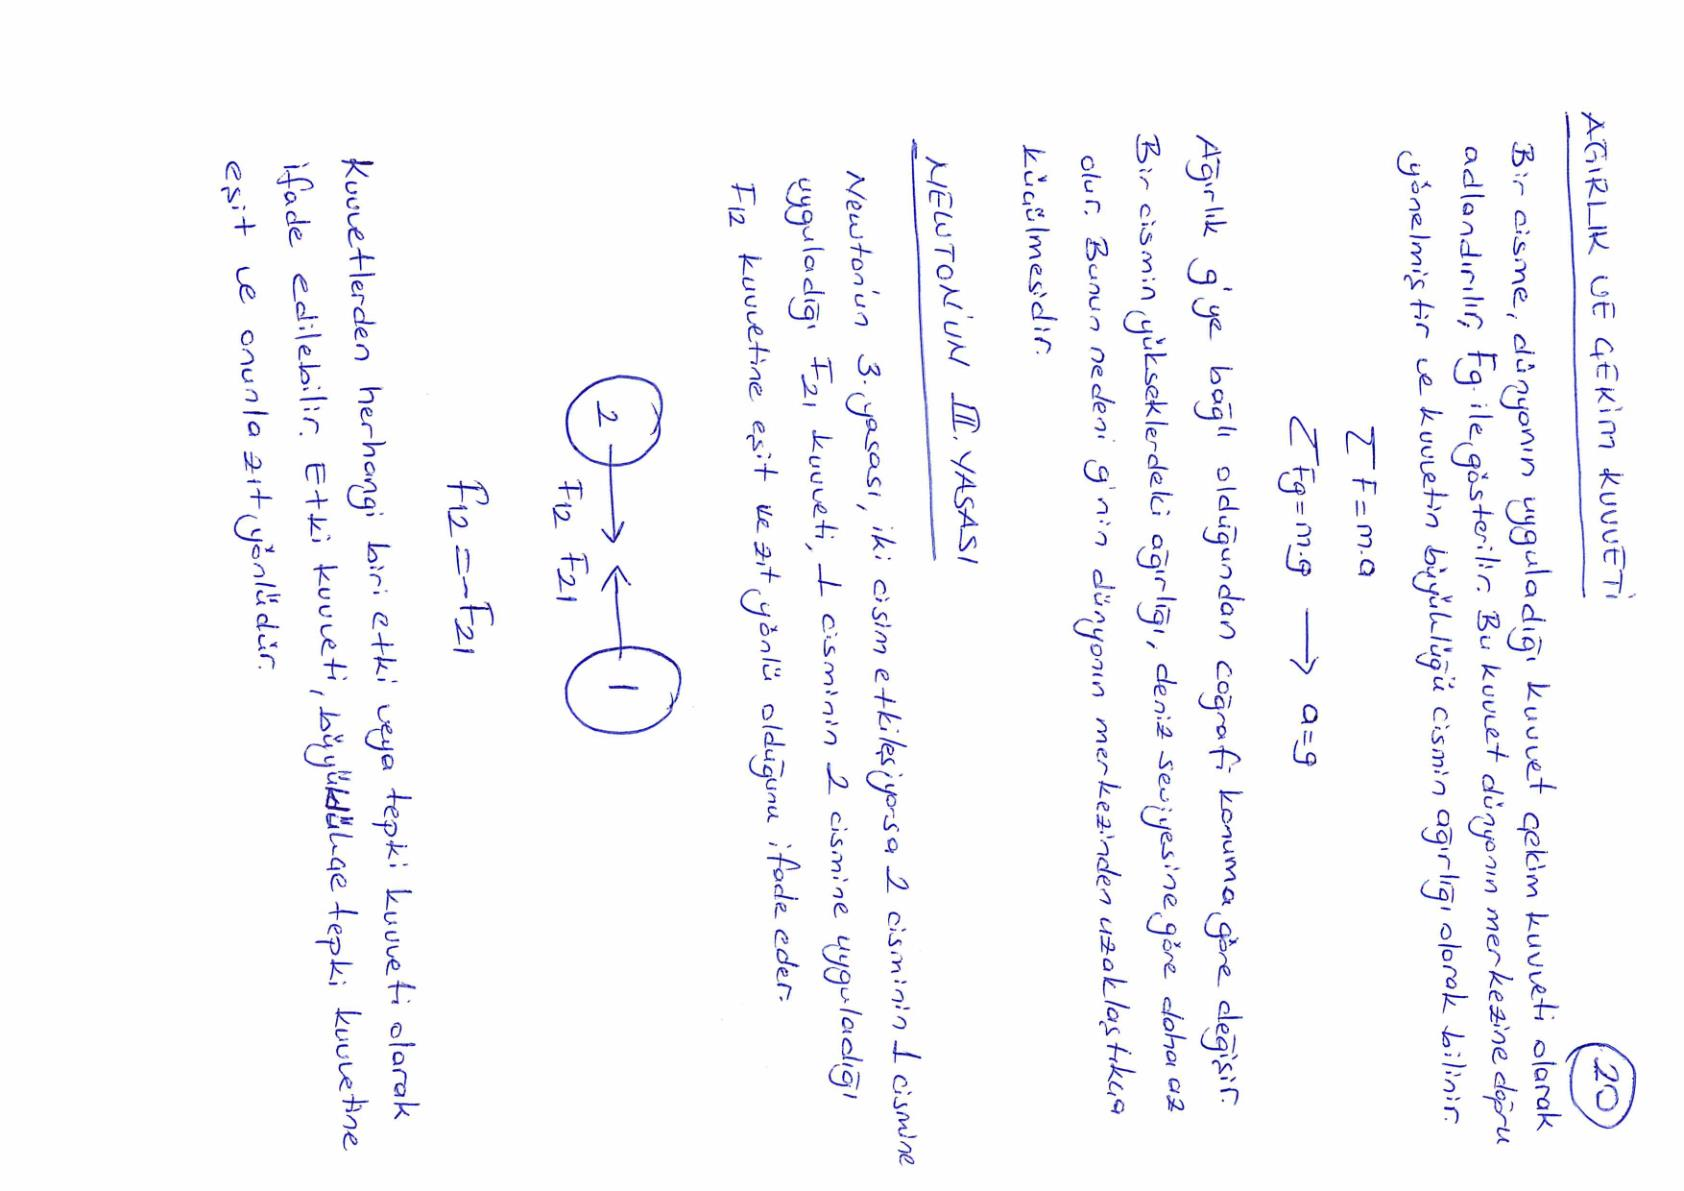 20
AĞIRLIK VE ÇEKİM KUVVETİ
Bir cisme, dünyanın uyguladığı kuvvet çekim kuvveti olarak
adlandırılır, Fg ile gösterilir. Bu kuvvet dünyanın merkezine doğru
yönelmiştir ve kuvvetin büyüklüğü cismin ağırlığı olarak bilinir.
ΣF=m.a
ΣFg=m.g → a=g
Ağırlık g'ye bağlı olduğundan coğrafi konuma göre değişir.
Bir cismin yükseklerdeki ağırlığı, deniz seviyesine göre daha az
olur. Bunun nedeni g'nin dünyanın merkezinden uzaklaştıkça
küçülmesidir.
NEWTON'UN III. YASASI
Newton'un 3. yasası, iki cisim etkileşiyorsa 2 cisminin 1 cismine
uyguladığı F21 kuvveti, 1 cisminin 2 cismine uyguladığı
F12 kuvvetine eşit ve zıt yönlü olduğunu ifade eder.
2 1
F12 F21
F12=-F21
Kuvvetlerden herhangi biri etki veya tepki kuvveti olarak
ifade edilebilir. Etki kuvveti, tepki kuvvetine
eşit ve onunla zıt yönlüdür.